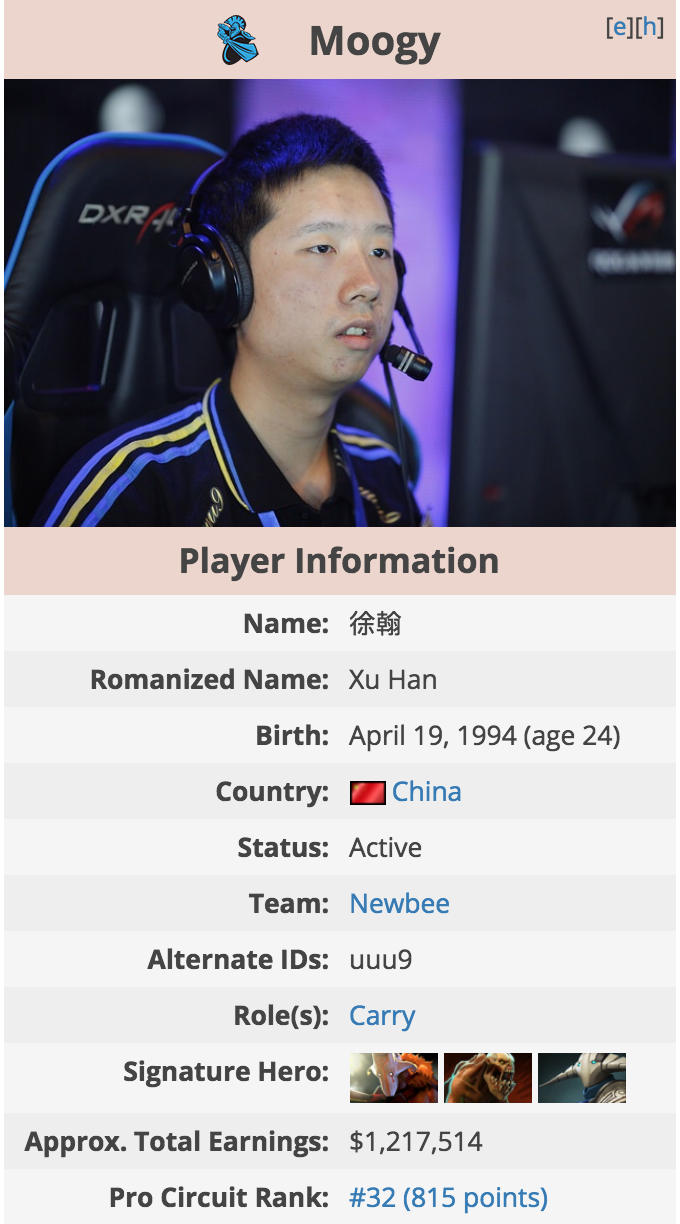 Moogy
[e][h]
DXRA
Player Information
Name: 徐翰
Romanized Name: Xu Han
Birth: April 19, 1994 (age 24)
Country: China
Status: Active
Team: Newbee
Alternate IDs: uuu9
Role(s): Carry
Signature Hero:
Approx. Total Earnings: $1,217,514
Pro Circuit Rank: #32 (815 points)